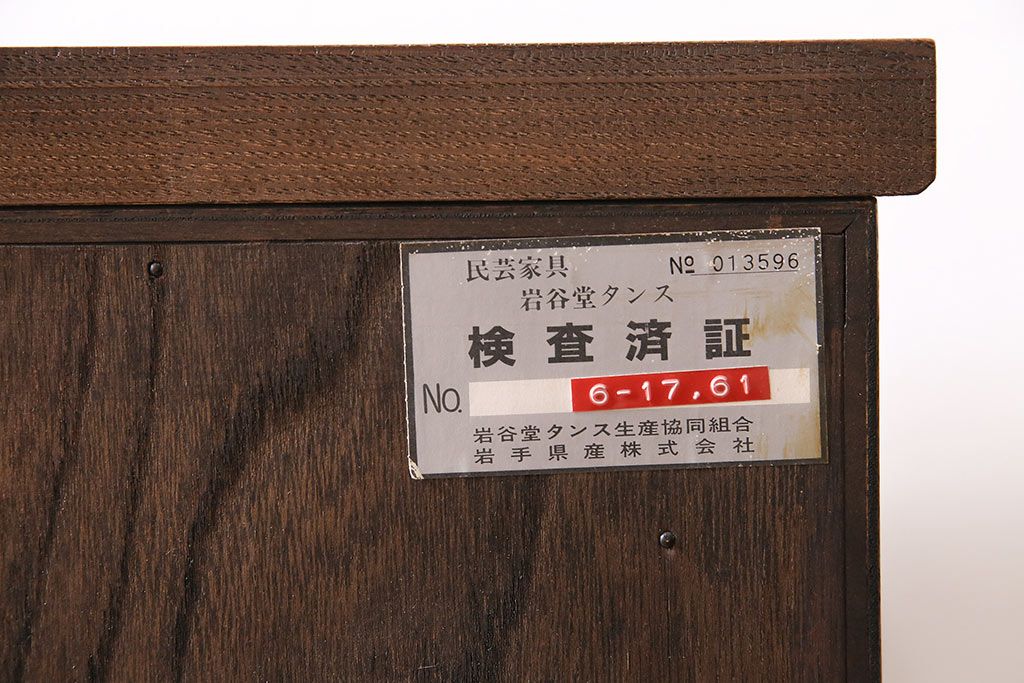 民芸家具 № 013596
岩谷堂タンス
検査済証
No. 6-17,61
岩谷堂タンス生産協同組合
岩手県産株式会社